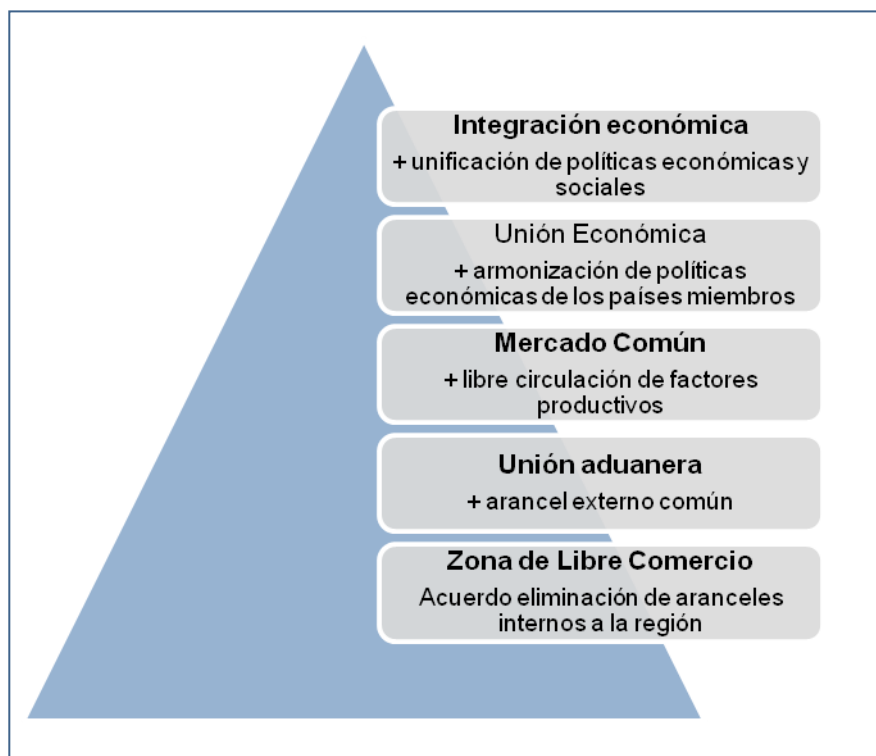 Integración económica
+ unificación de políticas económicas y
sociales
Unión Económica
+ armonización de políticas
económicas de los países miembros
Mercado Común
+ libre circulación de factores
productivos
Unión aduanera
+ arancel externo común
Zona de Libre Comercio
Acuerdo eliminación de aranceles
internos a la región